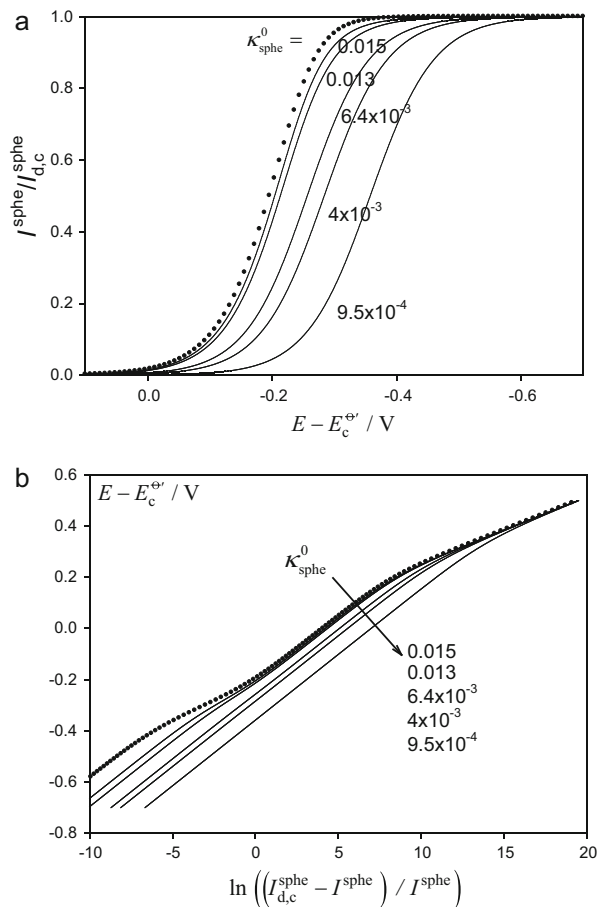 a
κ⁰sphe =
0.015
0.013
6.4x10⁻³
4x10⁻³
9.5x10⁻⁴
1.0
0.8
0.6
0.4
0.2
0.0
I^sphe/I^sphe_d,c
0.0 -0.2 -0.4 -0.6
E – E_c^⊖′ / V
b
E – E_c^⊖′ / V
0.6
0.4
0.2
0.0
-0.2
-0.4
-0.6
-0.8
κ⁰sphe
0.015
0.013
6.4x10⁻³
4x10⁻³
9.5x10⁻⁴
-10 -5 0 5 10 15 20
ln ((I^sphe_d,c – I^sphe) / I^sphe)